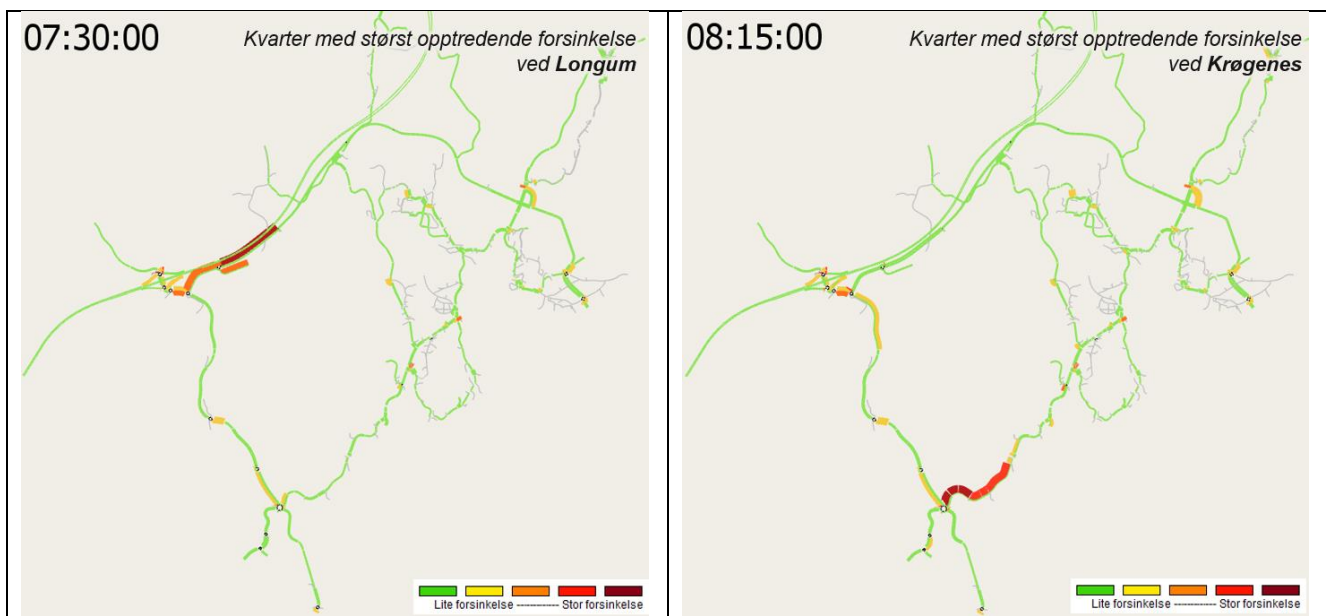 07:30:00
Kvarter med størst opptredende forsinkelse
ved Longum
Lite forsinkelse ------------- Stor forsinkelse
08:15:00
Kvarter med størst opptredende forsinkelse
ved Krøgenes
Lite forsinkelse ------------- Stor forsinkelse